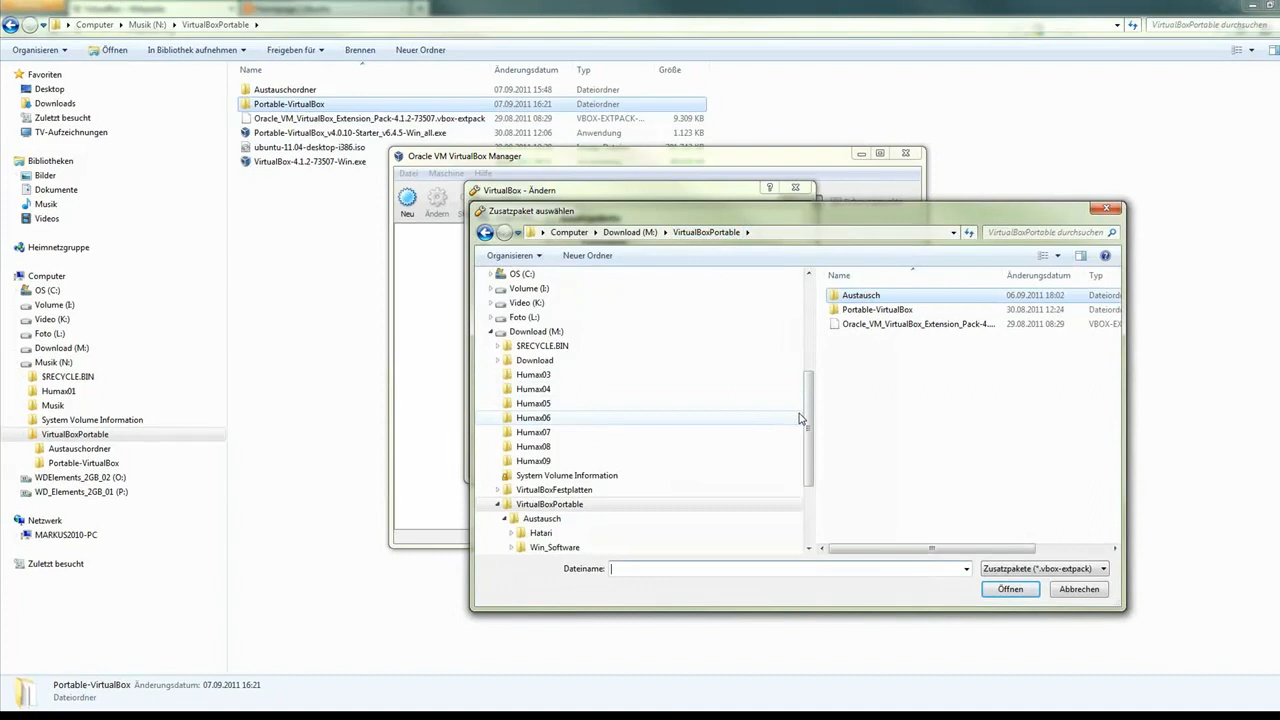 Computer ▸ Musik (N:) ▸ VirtualBoxPortable ▸
VirtualBoxPortable durchsuchen
Organisieren Öffnen In Bibliothek aufnehmen Freigeben für Brennen Neuer Ordner
Favoriten
Desktop
Downloads
TV-Aufzeichnungen
Bibliotheken
Bilder
Dokumente
Musik
Videos
Heimnetzgruppe
Computer
OS (C:)
Volume (I:)
Video (K:)
Foto (L:)
Download (M:)
Musik (N:)
$RECYCLE.BIN
Humax01
Musik
System Volume Information
VirtualBoxPortable
Austauschordner
Portable-VirtualBox
WDElements_2GB_02 (O:)
WD_Elements_2GB_01 (P:)
Netzwerk
MARKUS2010-PC
Zuletzt besucht
Name Änderungsdatum Typ Größe
Austauschordner 07.09.2011 15:48 Dateiordner
Portable-VirtualBox 07.09.2011 16:21 Dateiordner
Oracle_VM_VirtualBox_Extension_Pack-4.1.2-73507.vbox-extpack 29.08.2011 08:29 VBOX-EXTPACK-... 9.309 KB
Portable-VirtualBox_v4.0.10-Starter_v6.4.5-Win_all.exe 30.08.2011 12:06 Anwendung 1.123 KB
ubuntu-11.04-desktop-i386.iso
VirtualBox-4.1.2-73507-Win.exe
Oracle VM VirtualBox Manager
Datei Maschine Hilfe
Neu Ändern
VirtualBox - Ändern
Zusatzpaket auswählen
Computer ▸ Download (M:) ▸ VirtualBoxPortable ▸
VirtualBoxPortable durchsuchen
Organisieren Neuer Ordner
OS (C:)
Volume (I:)
Video (K:)
Foto (L:)
Download (M:)
$RECYCLE.BIN
Download
Humax03
Humax04
Humax05
Humax06
Humax07
Humax08
Humax09
System Volume Information
VirtualBoxFestplatten
VirtualBoxPortable
Austausch
Hatari
Win_Software
Name Änderungsdatum Typ
Austausch 06.09.2011 18:02 Dateiord
Portable-VirtualBox 30.08.2011 12:24 Dateiord
Oracle_VM_VirtualBox_Extension_Pack-4.... 29.08.2011 08:29 VBOX-EX
Dateiname:
Zusatzpakete (*.vbox-extpack)
Öffnen Abbrechen
Portable-VirtualBox Änderungsdatum: 07.09.2011 16:21
Dateiordner